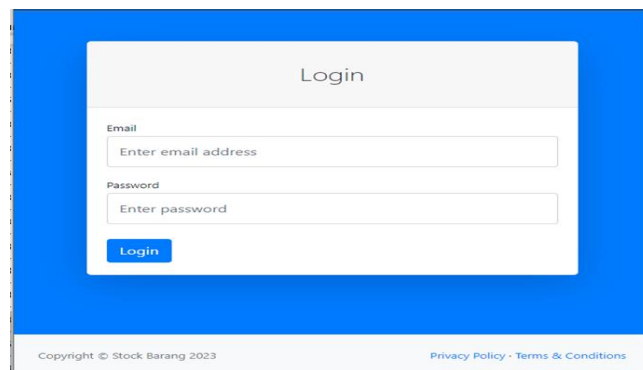 Login
Email
Enter email address
Password
Enter password
Login
Copyright © Stock Barang 2023
Privacy Policy · Terms & Conditions